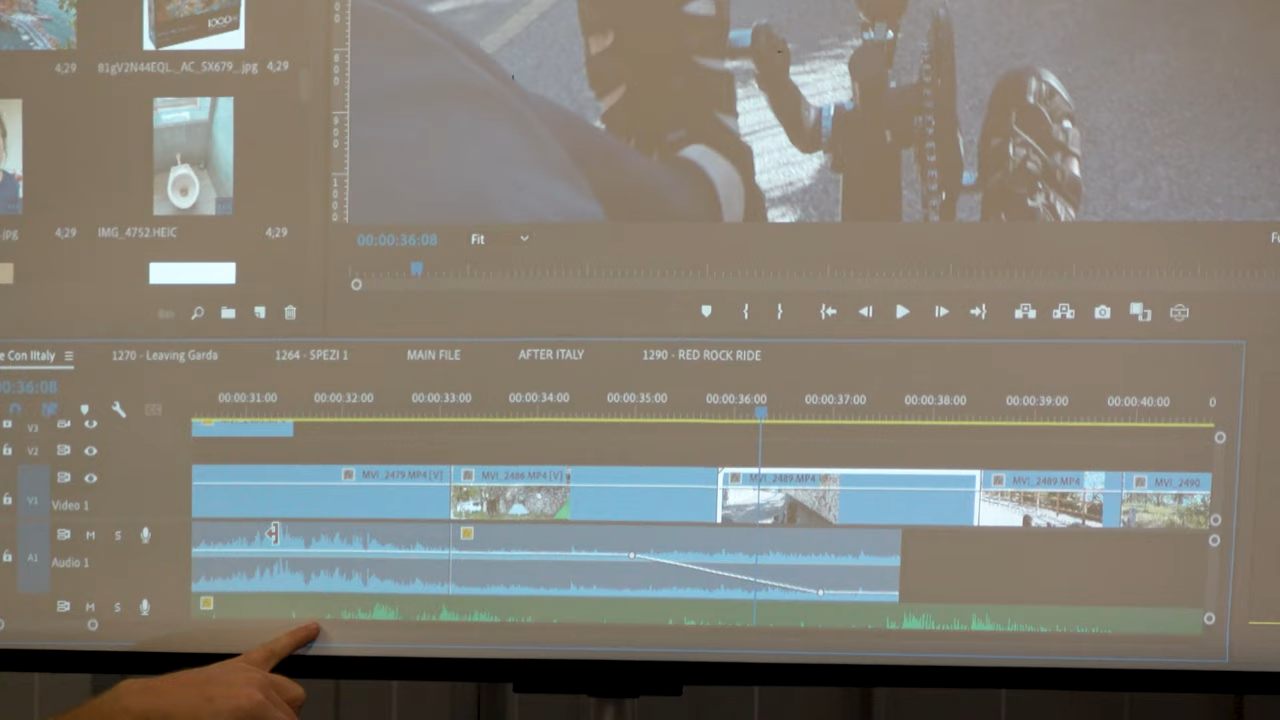 1000
4;29
81gV2N44EQL._AC_SX679_.jpg 4;29
.jpg 4;29
IMG_4752.HEIC 4;29
00:00:36:08 Fit
e Con IItaly 1270 - Leaving Garda 1264 - SPEZI 1 MAIN FILE AFTER ITALY 1290 - RED ROCK RIDE
00:36:08
00:00:31:00 00:00:32:00 00:00:33:00 00:00:34:00 00:00:35:00 00:00:36:00 00:00:37:00 00:00:38:00 00:00:39:00 00:00:40:00 0
V3
V2
MVI_2479.MP4 [V] MVI_2486.MP4 [V] MVI_2489.MP4 MVI_2489.MP4 MVI_2490
V1 Video 1
M S
A1 Audio 1
M S